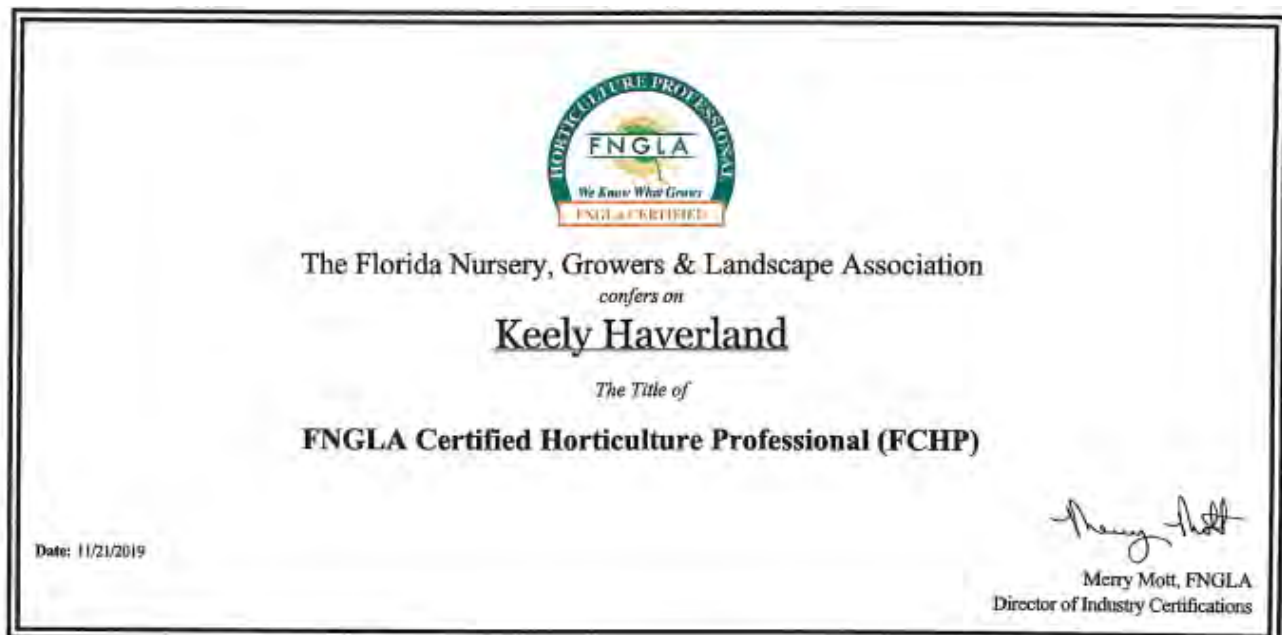 HORTICULTURE PROFESSIONAL
FNGLA
We Know What Grows
FNGLA CERTIFIED
The Florida Nursery, Growers & Landscape Association
confers on
Keely Haverland
The Title of
FNGLA Certified Horticulture Professional (FCHP)
Merry Mott
Date: 11/21/2019
Merry Mott, FNGLA
Director of Industry Certifications